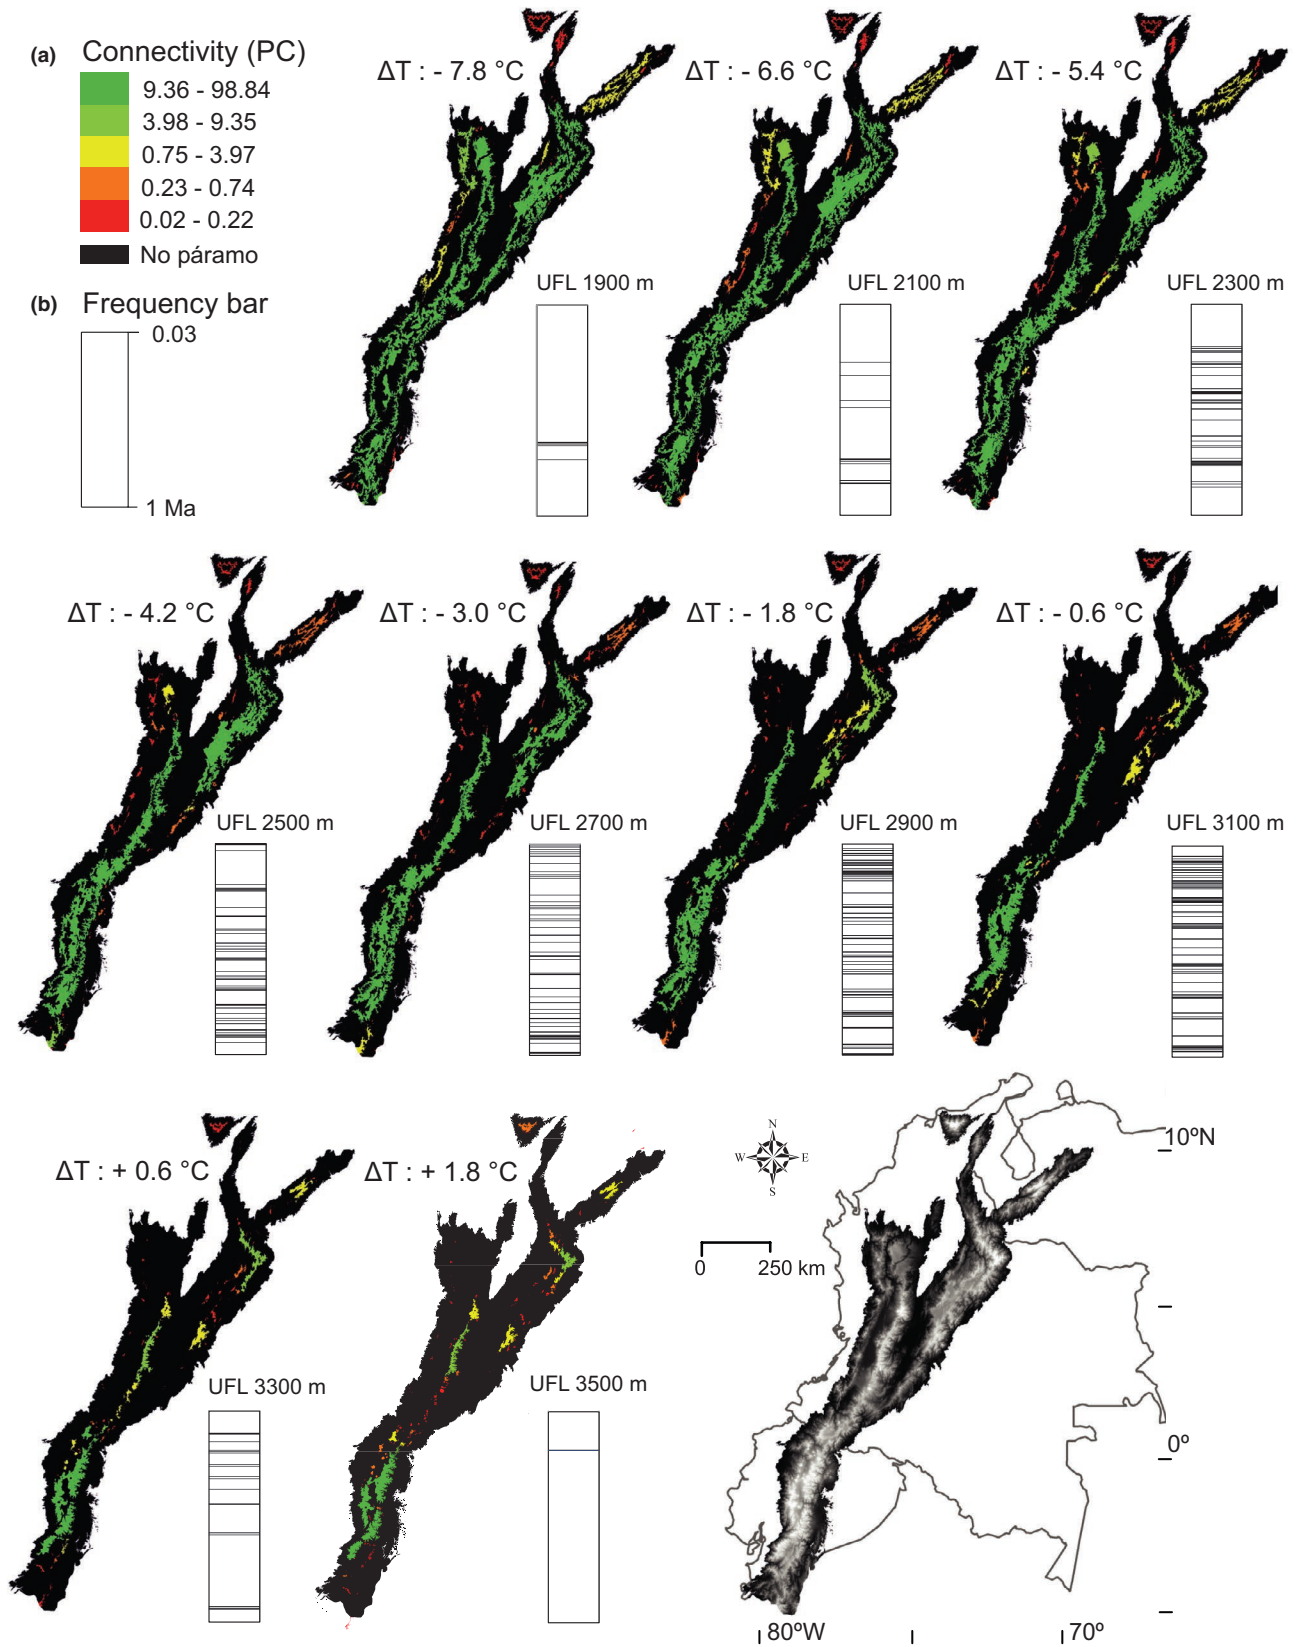 (a) Connectivity (PC)
9.36 - 98.84
3.98 - 9.35
0.75 - 3.97
0.23 - 0.74
0.02 - 0.22
No páramo
(b) Frequency bar
0.03
1 Ma
ΔT : - 7.8 °C
UFL 1900 m
ΔT : - 6.6 °C
UFL 2100 m
ΔT : - 5.4 °C
UFL 2300 m
ΔT : - 4.2 °C
UFL 2500 m
ΔT : - 3.0 °C
UFL 2700 m
ΔT : - 1.8 °C
UFL 2900 m
ΔT : - 0.6 °C
UFL 3100 m
ΔT : + 0.6 °C
UFL 3300 m
ΔT : + 1.8 °C
UFL 3500 m
N
W E
S
0 250 km
10ºN
0º
80ºW 70º